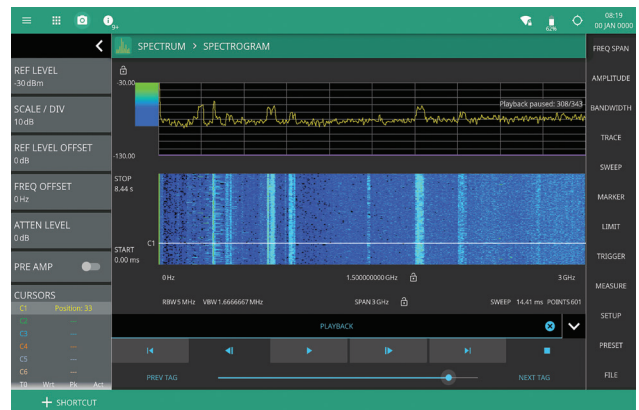 9+
62%
08:19
00 JAN 0000
SPECTRUM > SPECTROGRAM
FREQ SPAN
AMPLITUDE
BANDWIDTH
TRACE
SWEEP
MARKER
LIMIT
TRIGGER
MEASURE
SETUP
PRESET
FILE
REF LEVEL
-30 dBm
SCALE / DIV
10 dB
REF LEVEL OFFSET
0 dB
FREQ OFFSET
0 Hz
ATTEN LEVEL
0 dB
PRE AMP
CURSORS
C1 Position: 33
C2 ---
C3 ---
C4 ---
C5 ---
C6 ---
T0 Wrt Pk Act
-30.00
Playback paused: 308/343
-130.00
STOP
8.44 s
C1
START
0.00 ms
0 Hz 1.500000000 GHz 3 GHz
RBW 5 MHz VBW 1.6666667 MHz SPAN 3 GHz SWEEP 14.41 ms POINTS 601
PLAYBACK
PREV TAG NEXT TAG
+ SHORTCUT